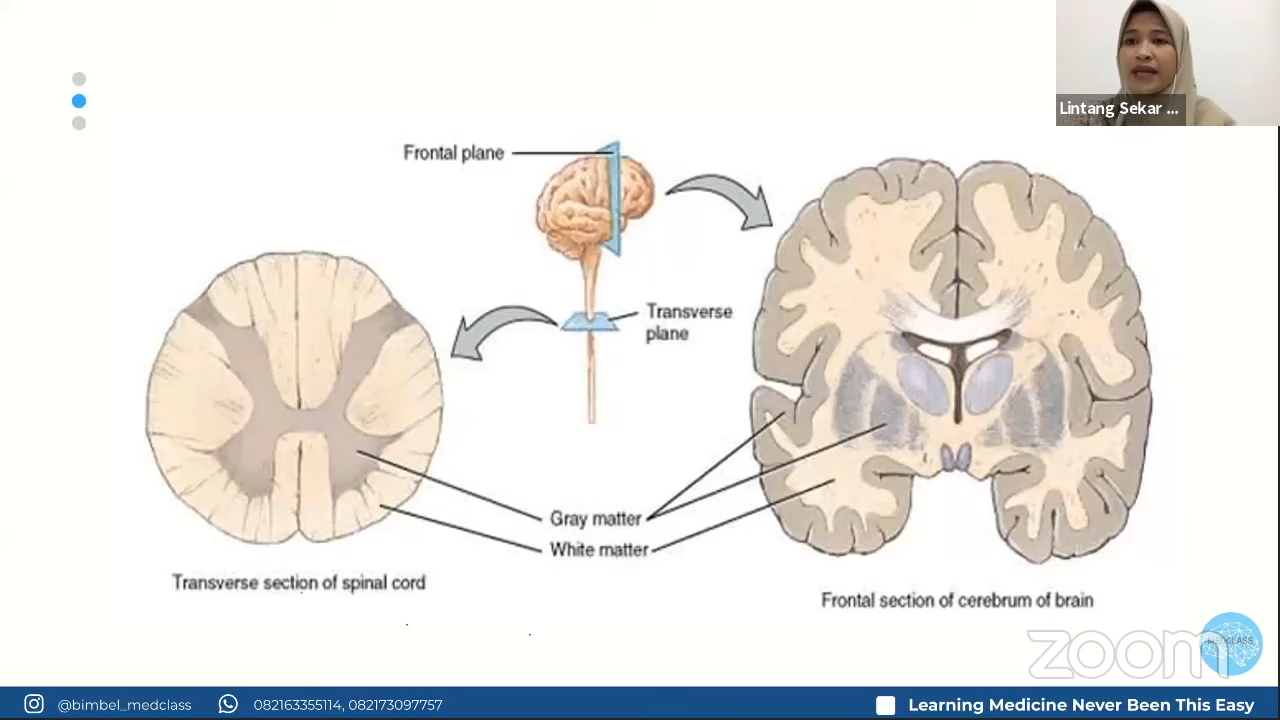 Lintang Sekar ...
Frontal plane
Transverse
plane
Gray matter
White matter
Transverse section of spinal cord
Frontal section of cerebrum of brain
zoom
MEDCLASS
@bimbel_medclass
082163355114, 082173097757
Learning Medicine Never Been This Easy